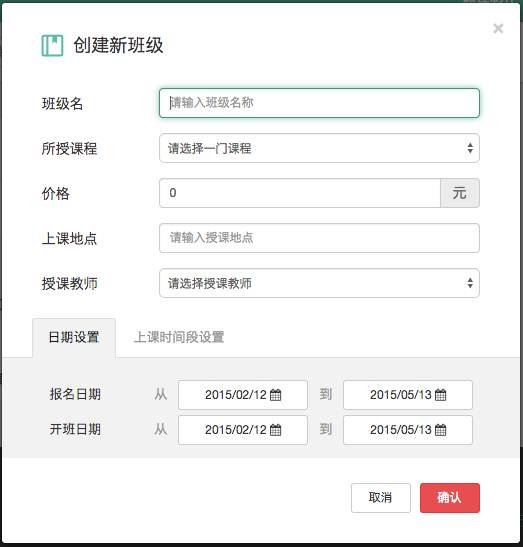 创建新班级
×
班级名 请输入班级名称
所授课程 请选择一门课程
价格 0 元
上课地点 请输入授课地点
授课教师 请选择授课教师
日期设置 上课时间段设置
报名日期 从 2015/02/12 到 2015/05/13
开班日期 从 2015/02/12 到 2015/05/13
取消 确认